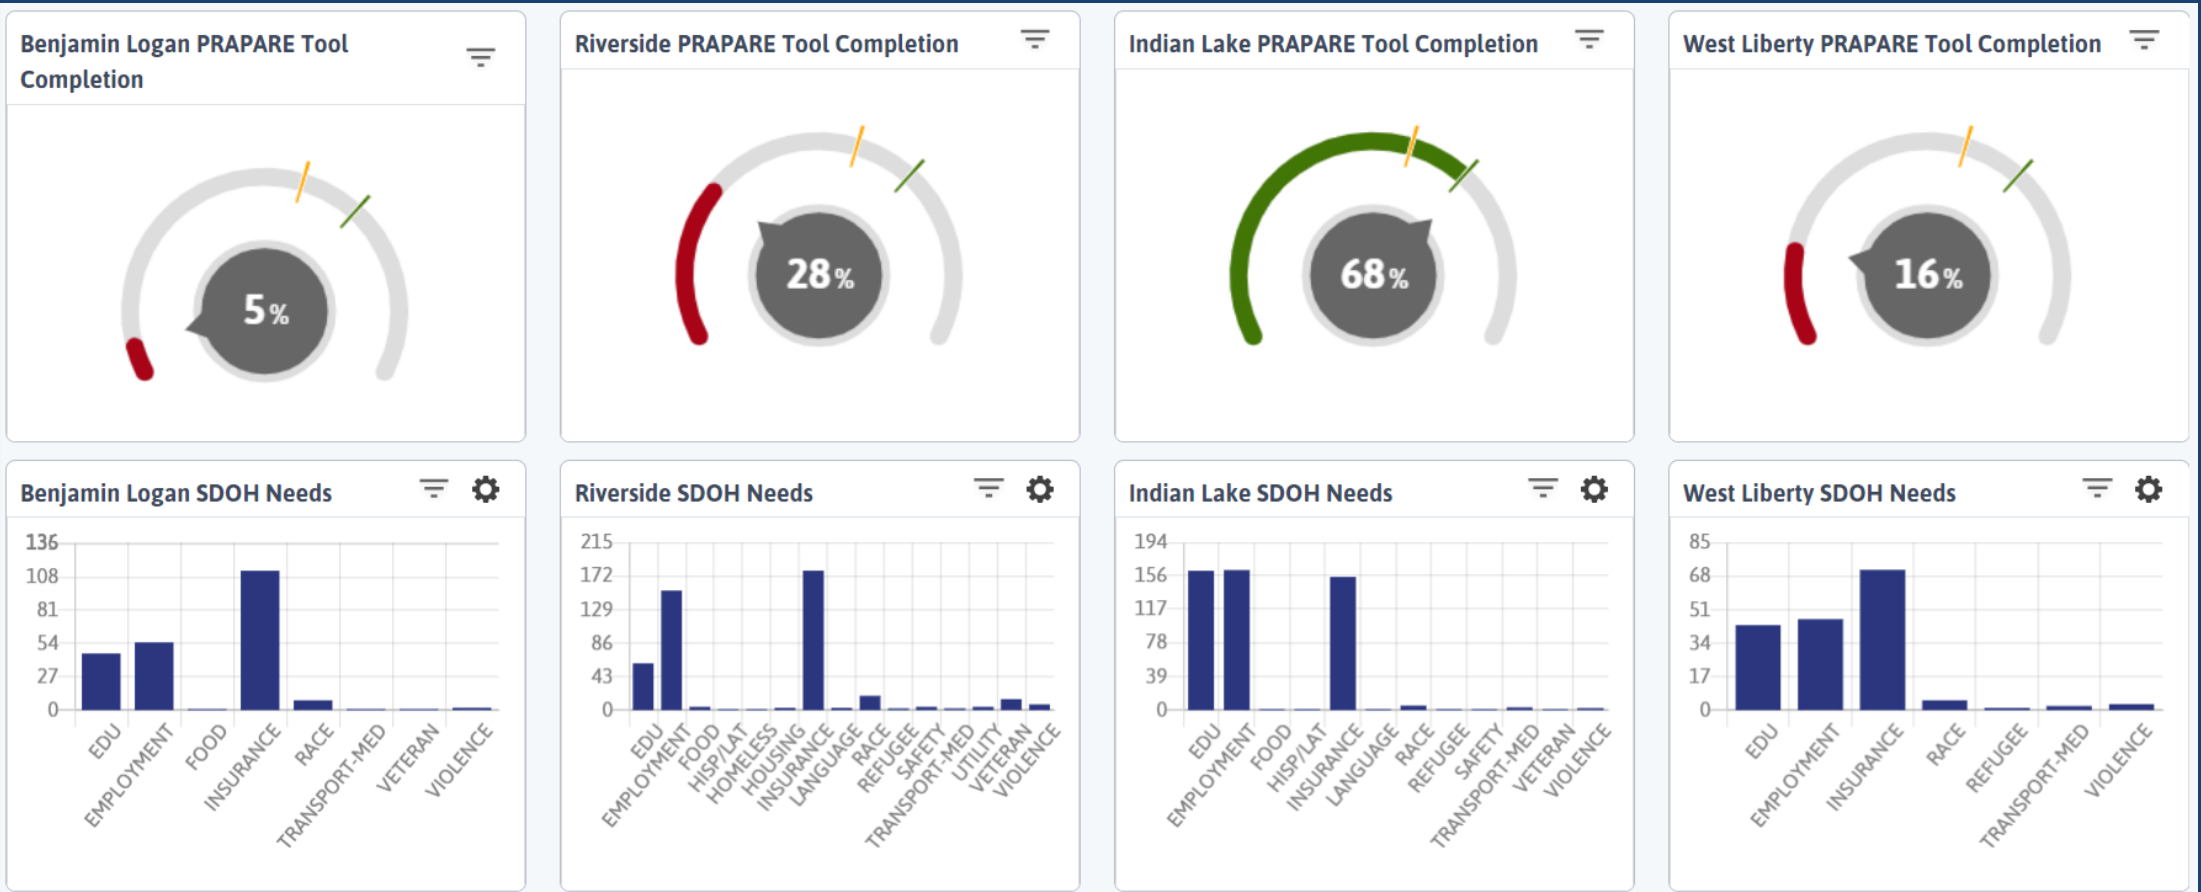 Benjamin Logan PRAPARE Tool
Completion
5%
Riverside PRAPARE Tool Completion
28%
Indian Lake PRAPARE Tool Completion
68%
West Liberty PRAPARE Tool Completion
16%
Benjamin Logan SDOH Needs
136
108
81
54
27
0
EDU
EMPLOYMENT
FOOD
INSURANCE
RACE
TRANSPORT-MED
VETERAN
VIOLENCE
Riverside SDOH Needs
215
172
129
86
43
0
EDU
EMPLOYMENT
FOOD
HISP/LAT
HOMELESS
HOUSING
INSURANCE
LANGUAGE
RACE
REFUGEE
SAFETY
TRANSPORT-MED
UTILITY
VETERAN
VIOLENCE
Indian Lake SDOH Needs
194
156
117
78
39
0
EDU
EMPLOYMENT
FOOD
HISP/LAT
INSURANCE
LANGUAGE
RACE
REFUGEE
SAFETY
TRANSPORT-MED
VETERAN
VIOLENCE
West Liberty SDOH Needs
85
68
51
34
17
0
EDU
EMPLOYMENT
INSURANCE
RACE
REFUGEE
TRANSPORT-MED
VIOLENCE